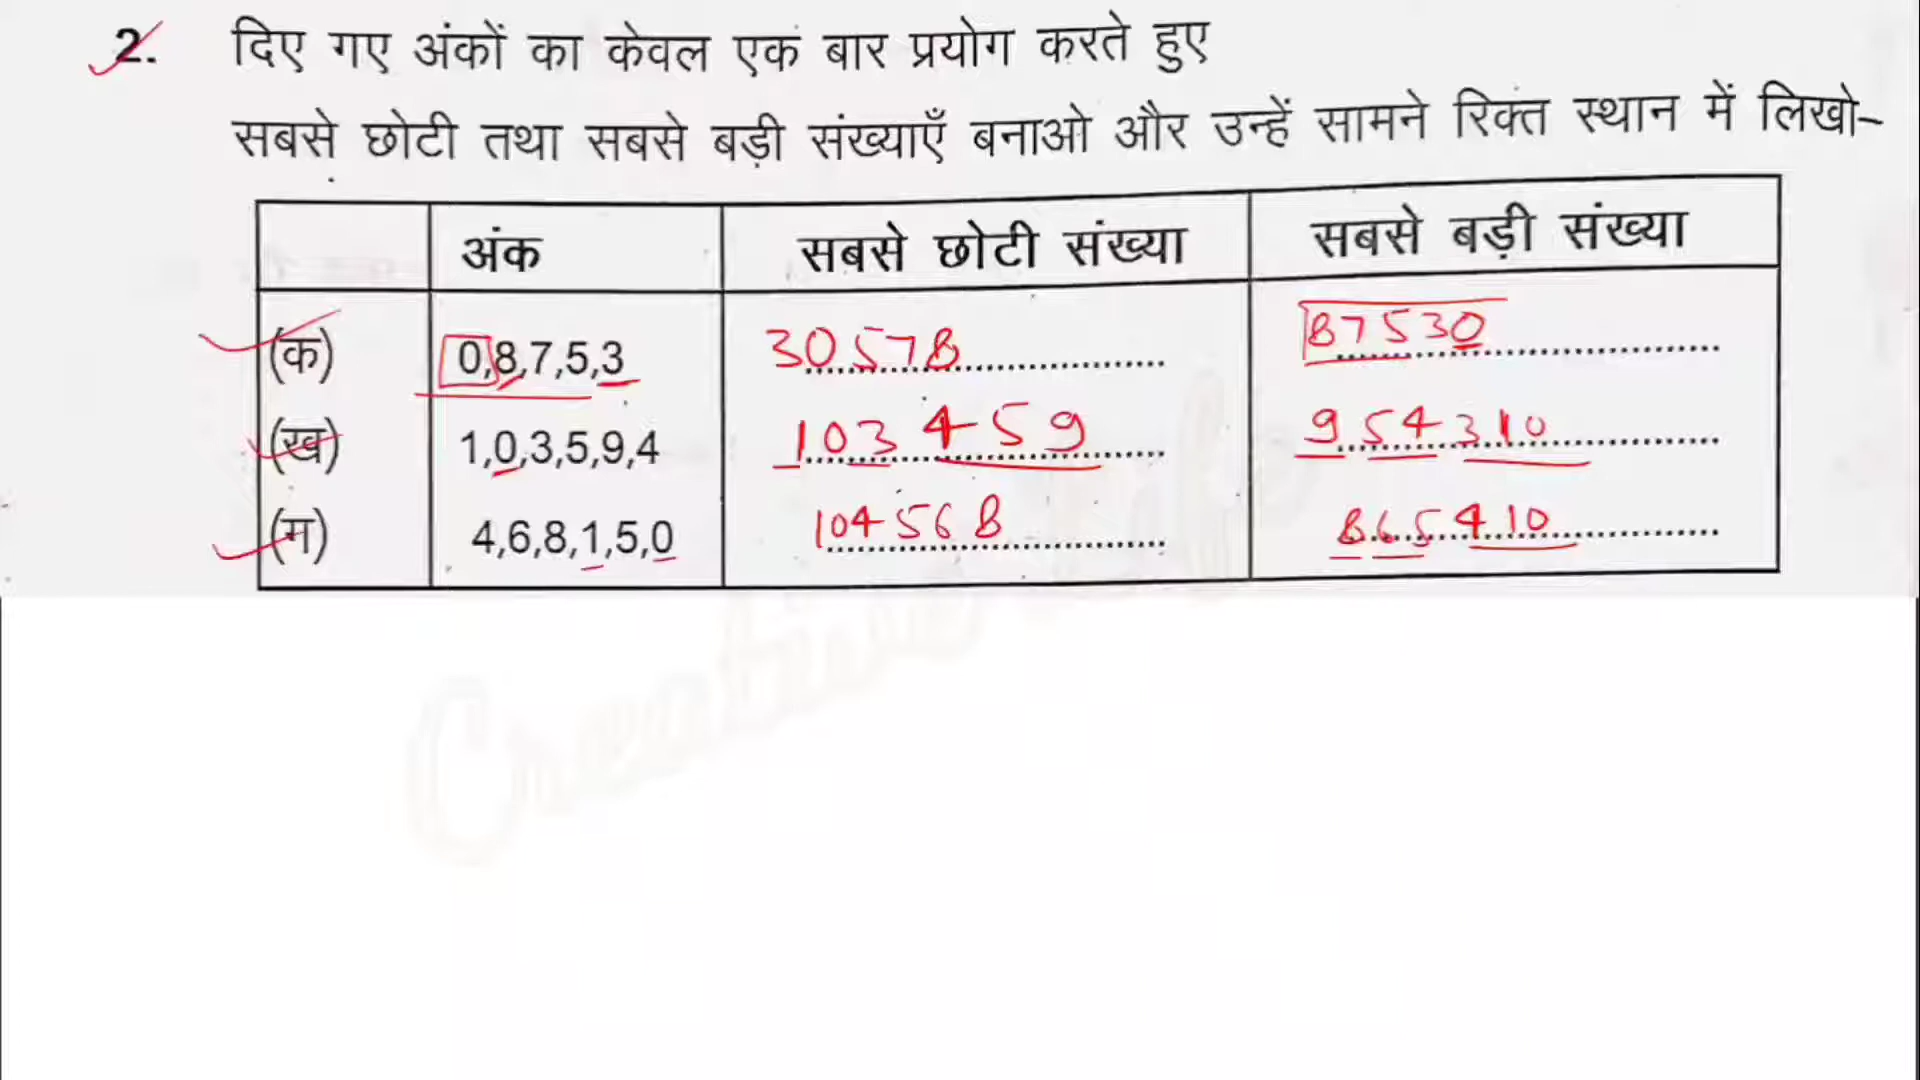 2. दिए गए अंकों का केवल एक बार प्रयोग करते हुए
सबसे छोटी तथा सबसे बड़ी संख्याएँ बनाओ और उन्हें सामने रिक्त स्थान में लिखो–
अंक सबसे छोटी संख्या सबसे बड़ी संख्या
(क) 0,8,7,5,3 30578 87530
(ख) 1,0,3,5,9,4 103459 954310
(ग) 4,6,8,1,5,0 104568 865410